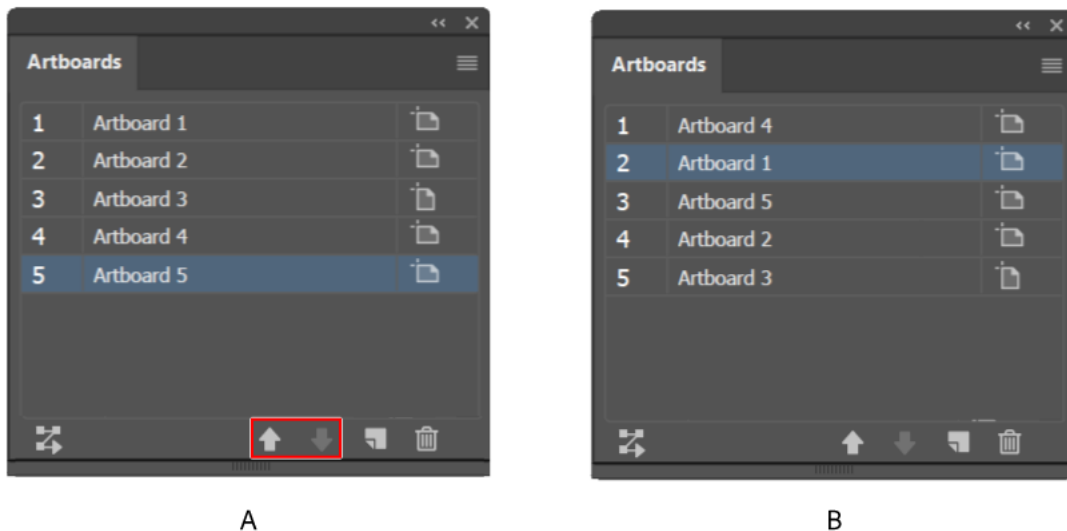 Artboards
1 Artboard 1
2 Artboard 2
3 Artboard 3
4 Artboard 4
5 Artboard 5
A
Artboards
1 Artboard 4
2 Artboard 1
3 Artboard 5
4 Artboard 2
5 Artboard 3
B